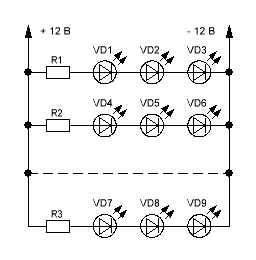 + 12 В - 12 В
R1 VD1 VD2 VD3
R2 VD4 VD5 VD6
R3 VD7 VD8 VD9